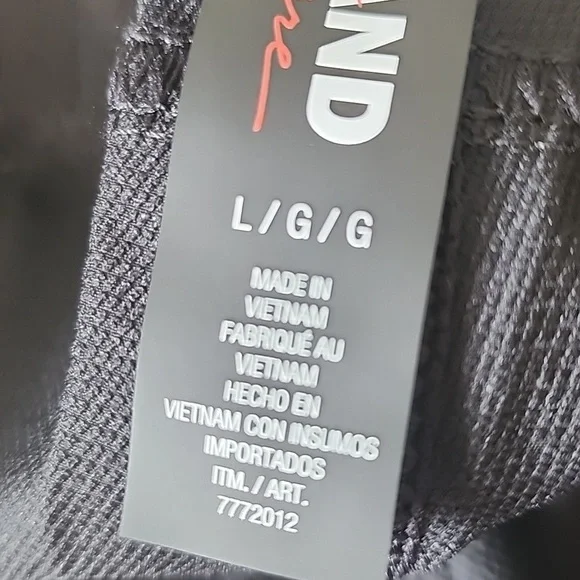 AND
L/G/G
MADE IN
VIETNAM
FABRIQUÉ AU
VIETNAM
HECHO EN
VIETNAM CON INSUMOS
IMPORTADOS
ITM. / ART.
7772012